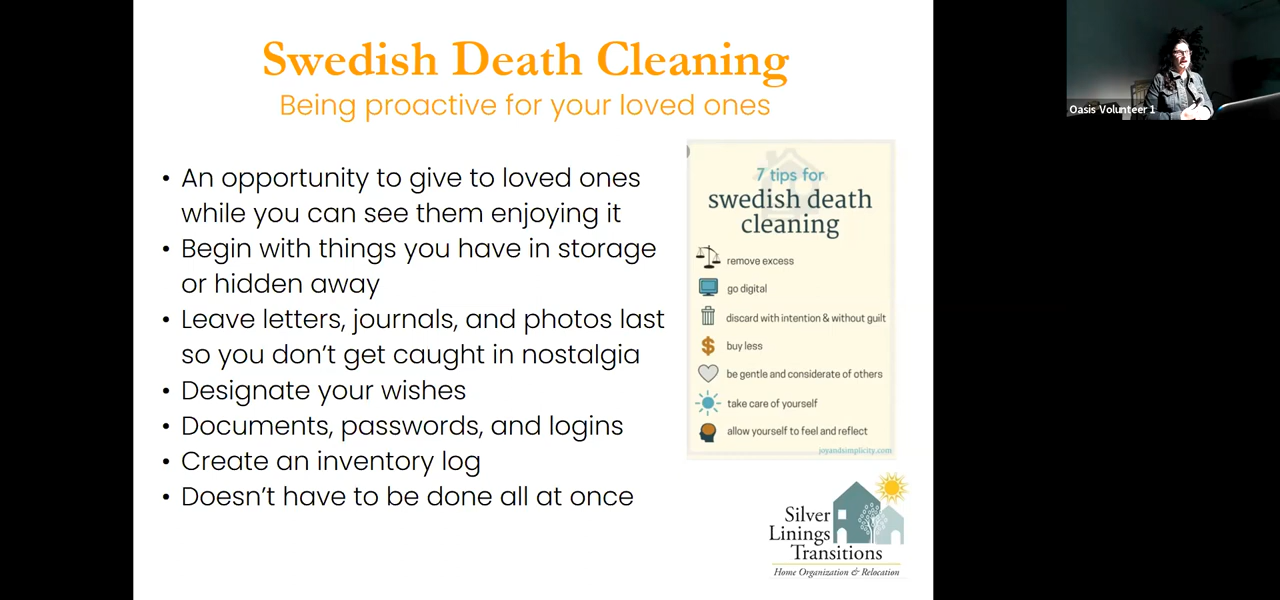 Swedish Death Cleaning
Being proactive for your loved ones
• An opportunity to give to loved ones
while you can see them enjoying it
• Begin with things you have in storage
or hidden away
• Leave letters, journals, and photos last
so you don't get caught in nostalgia
• Designate your wishes
• Documents, passwords, and logins
• Create an inventory log
• Doesn't have to be done all at once
7 tips for
swedish death
cleaning
remove excess
go digital
discard with intention & without guilt
buy less
be gentle and considerate of others
take care of yourself
allow yourself to feel and reflect
joyandsimplicity.com
Silver
Linings
Transitions
Home Organization & Relocation
Oasis Volunteer 1